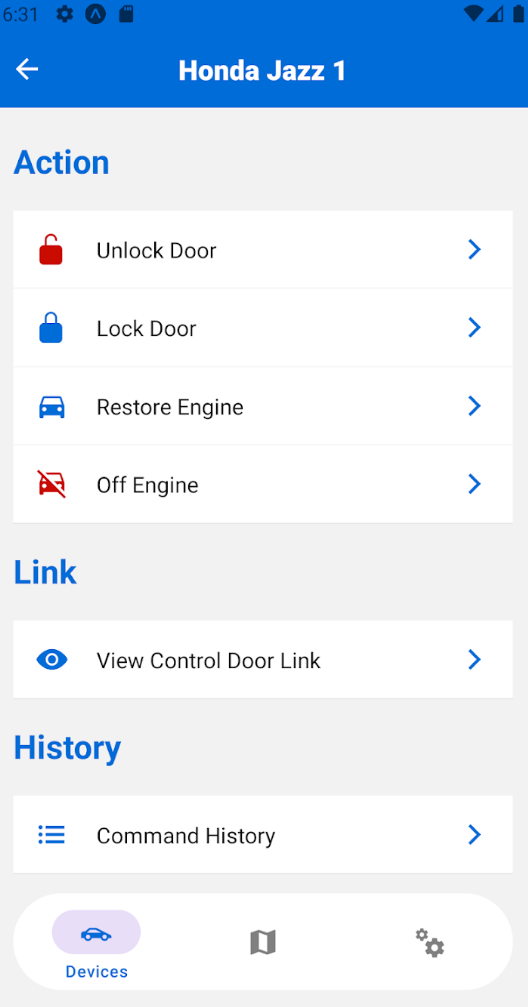 6:31
Honda Jazz 1
Action
Unlock Door
Lock Door
Restore Engine
Off Engine
Link
View Control Door Link
History
Command History
Devices